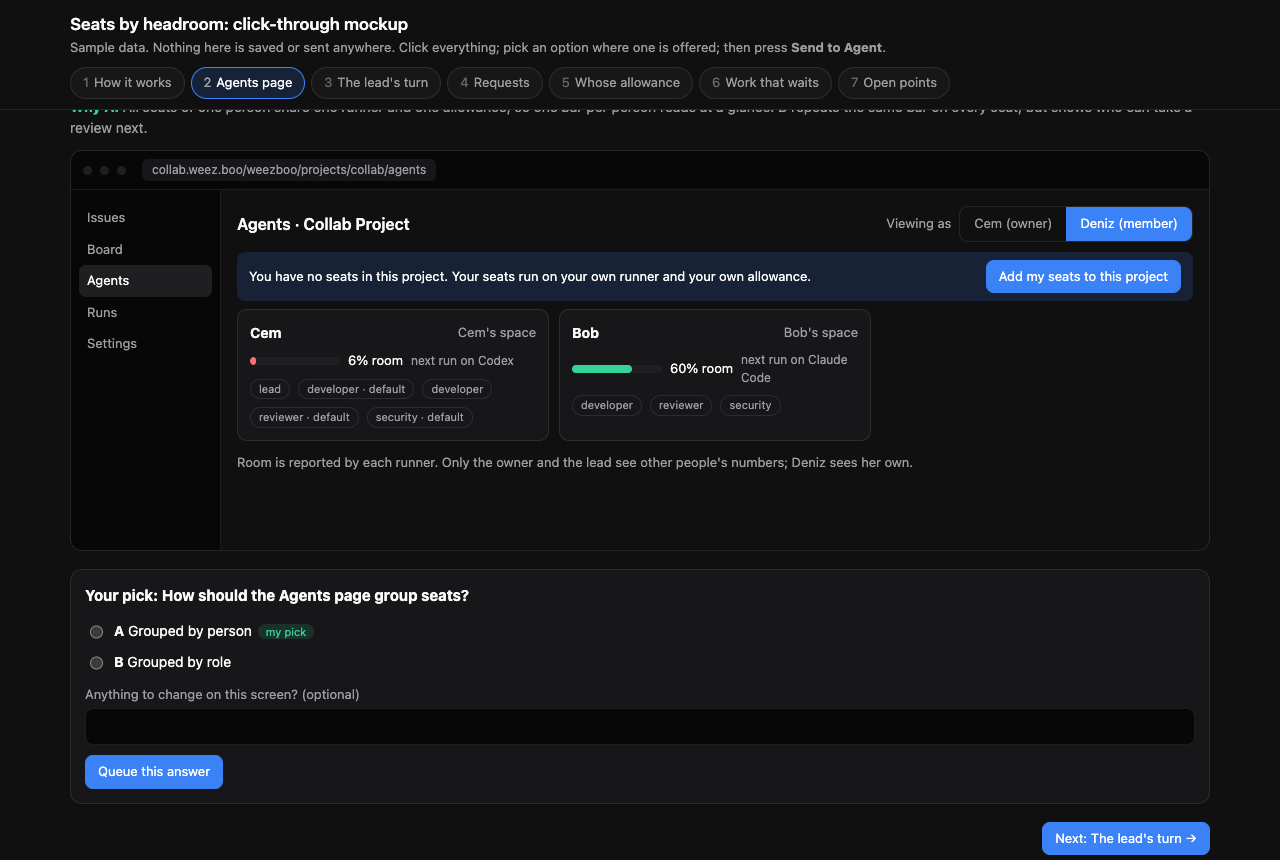 Seats by headroom: click-through mockup
Sample data. Nothing here is saved or sent anywhere. Click everything; pick an option where one is offered; then press Send to Agent.
1 How it works
2 Agents page
3 The lead's turn
4 Requests
5 Whose allowance
6 Work that waits
7 Open points
review next.
collab.weez.boo/weezboo/projects/collab/agents
Issues
Board
Agents
Runs
Settings
Agents · Collab Project
Viewing as
Cem (owner)
Deniz (member)
You have no seats in this project. Your seats run on your own runner and your own allowance.
Add my seats to this project
Cem
Cem's space
6% room
next run on Codex
lead
developer · default
developer
reviewer · default
security · default
Bob
Bob's space
60% room
next run on Claude
Code
developer
reviewer
security
Room is reported by each runner. Only the owner and the lead see other people's numbers; Deniz sees her own.
Your pick: How should the Agents page group seats?
A Grouped by person
my pick
B Grouped by role
Anything to change on this screen? (optional)
Queue this answer
Next: The lead's turn →